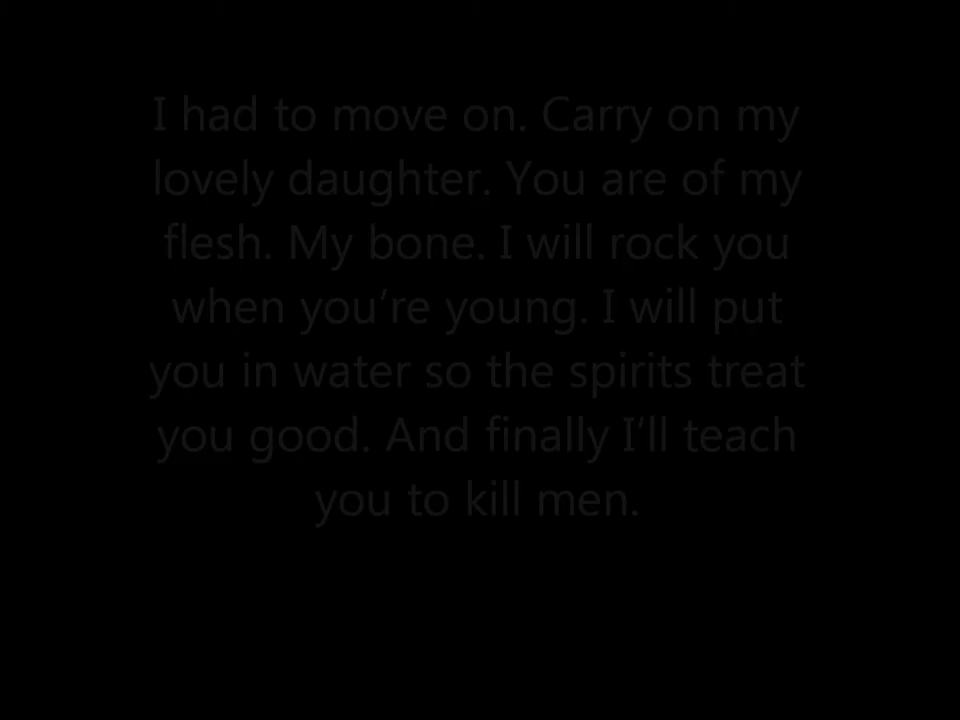 I had to move on. Carry on my
lovely daughter. You are of my
flesh. My bone. I will rock you
when you’re young. I will put
you in water so the spirits treat
you good. And finally I’ll teach
you to kill men.